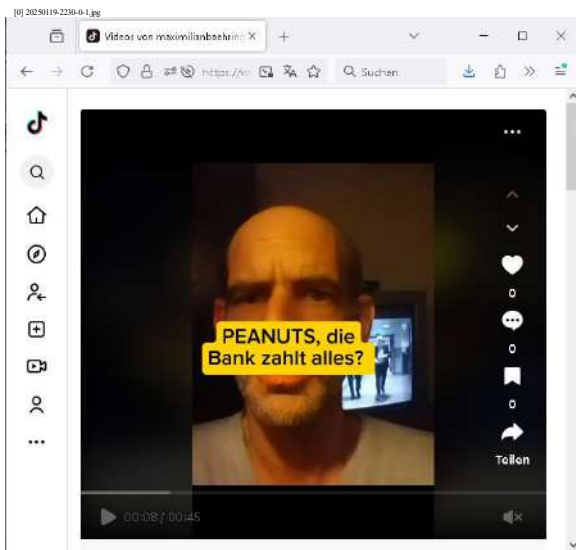 [0] 20250119-2230-0-1.jpg
Videos von maximilianbaehring
Suchen
0
PEANUTS, die
Bank zahlt alles?
0
0
Teilen
00:08 / 00:45